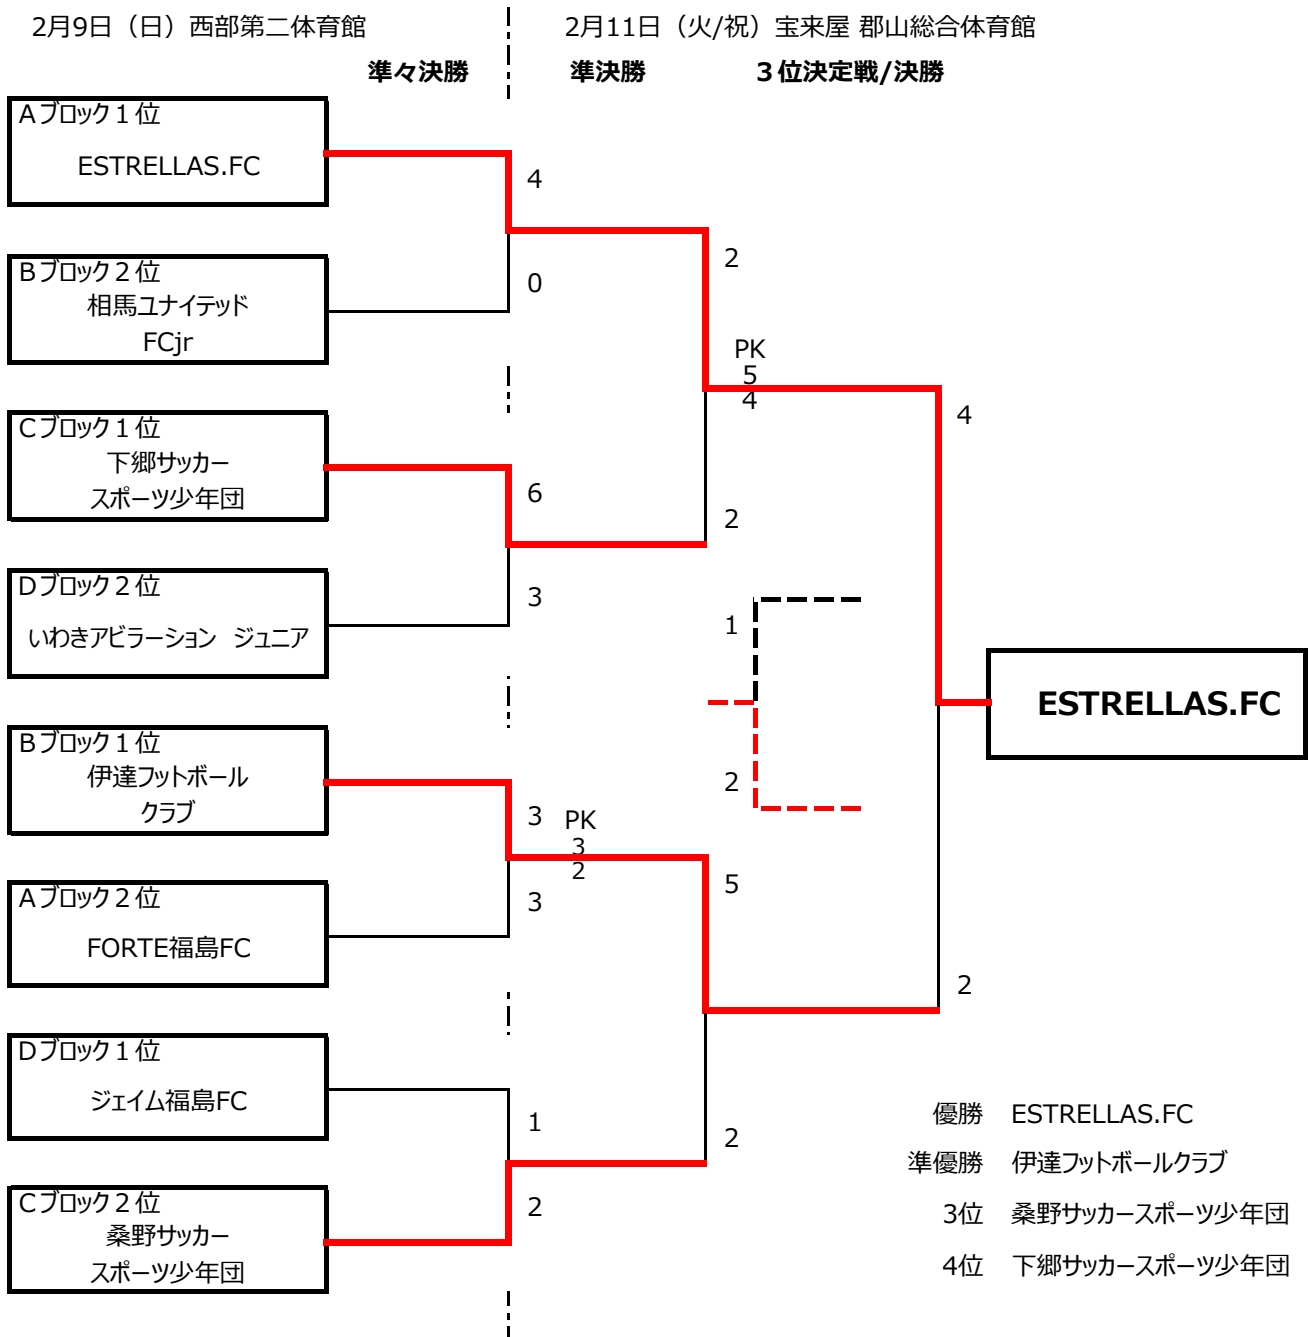 2月9日（日）西部第二体育館
2月11日（火/祝）宝来屋 郡山総合体育館
準々決勝
準決勝
３位決定戦/決勝
Ａブロック１位
ESTRELLAS.FC
4
Ｂブロック２位
相馬ユナイテッド
FCjr
0
2
PK
5
4
4
Ｃブロック１位
下郷サッカー
スポーツ少年団
6
2
Ｄブロック２位
いわきアビラーション　ジュニア
3
1
ESTRELLAS.FC
Ｂブロック１位
伊達フットボール
クラブ
3
PK
3
2
2
Ａブロック２位
FORTE福島FC
3
5
2
Ｄブロック１位
ジェイム福島FC
1
2
Ｃブロック２位
桑野サッカー
スポーツ少年団
2
優勝　ESTRELLAS.FC
準優勝　伊達フットボールクラブ
3位　桑野サッカースポーツ少年団
4位　下郷サッカースポーツ少年団